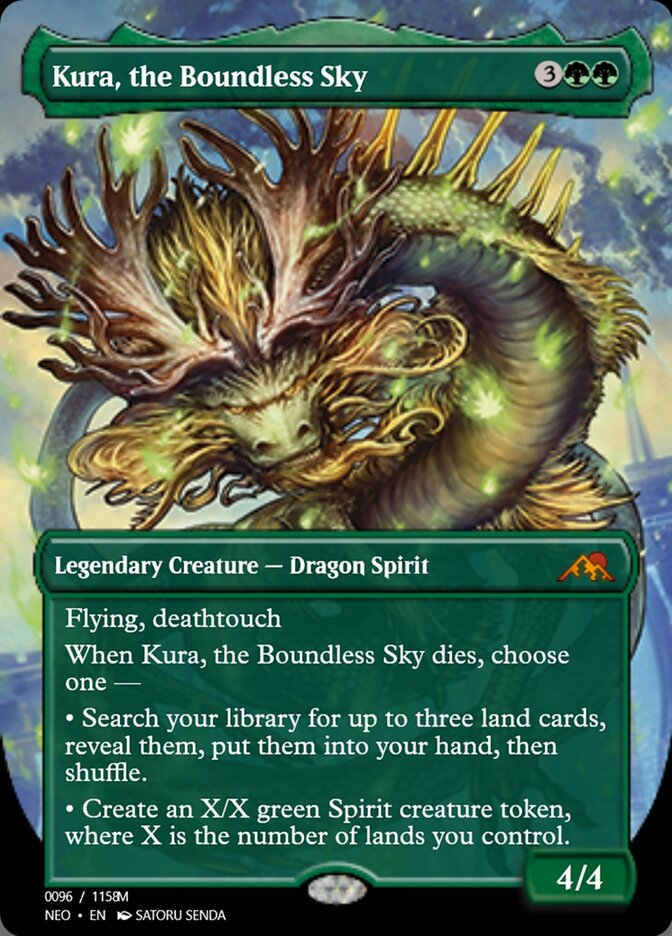 Kura, the Boundless Sky 3
Legendary Creature — Dragon Spirit
Flying, deathtouch
When Kura, the Boundless Sky dies, choose
one —
• Search your library for up to three land cards,
reveal them, put them into your hand, then
shuffle.
• Create an X/X green Spirit creature token,
where X is the number of lands you control.
4/4
0096 / 1158M
NEO • EN SATORU SENDA